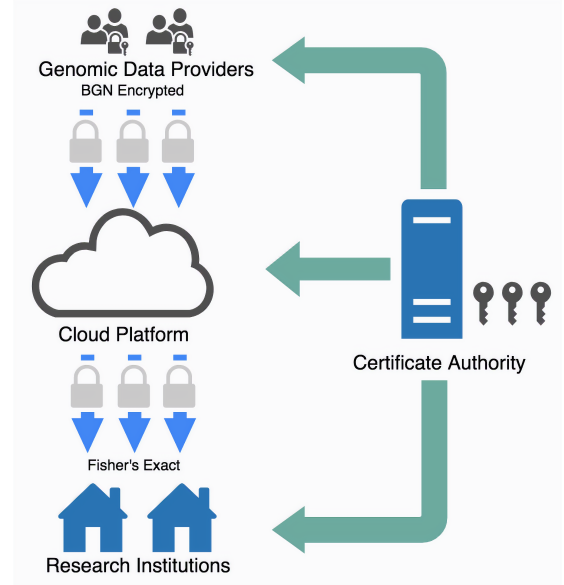 Genomic Data Providers
BGN Encrypted
Cloud Platform
Certificate Authority
Fisher's Exact
Research Institutions